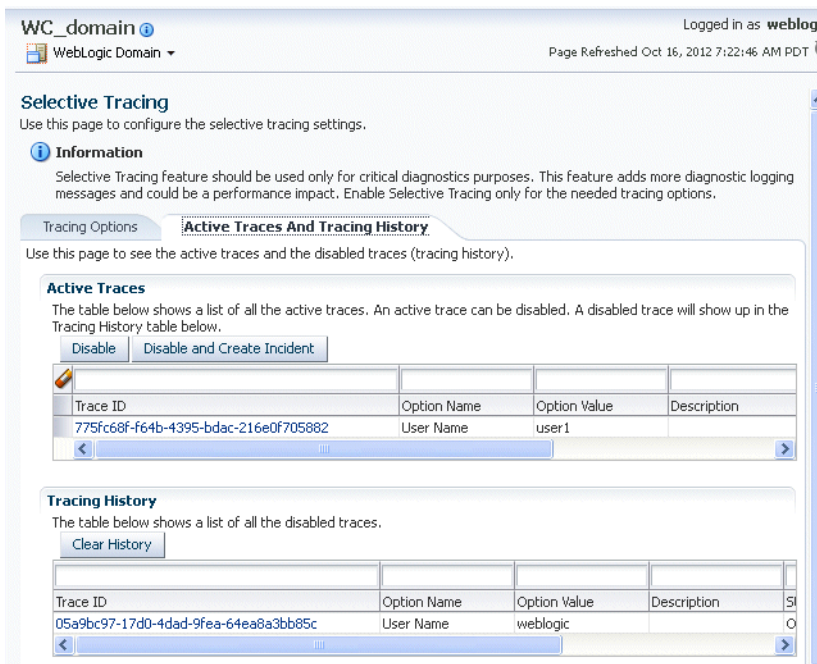 WC_domain
Logged in as weblog
WebLogic Domain
Page Refreshed Oct 16, 2012 7:22:46 AM PDT
Selective Tracing
Use this page to configure the selective tracing settings.
Information
Selective Tracing feature should be used only for critical diagnostics purposes. This feature adds more diagnostic logging
messages and could be a performance impact. Enable Selective Tracing only for the needed tracing options.
Tracing Options Active Traces And Tracing History
Use this page to see the active traces and the disabled traces (tracing history).
Active Traces
The table below shows a list of all the active traces. An active trace can be disabled. A disabled trace will show up in the
Tracing History table below.
Disable Disable and Create Incident
Trace ID Option Name Option Value Description
775fc68f-f64b-4395-bdac-216e0f705882 User Name user1
Tracing History
The table below shows a list of all the disabled traces.
Clear History
Trace ID Option Name Option Value Description
05a9bc97-17d0-4dad-9fea-64ea8a3bb85c User Name weblogic